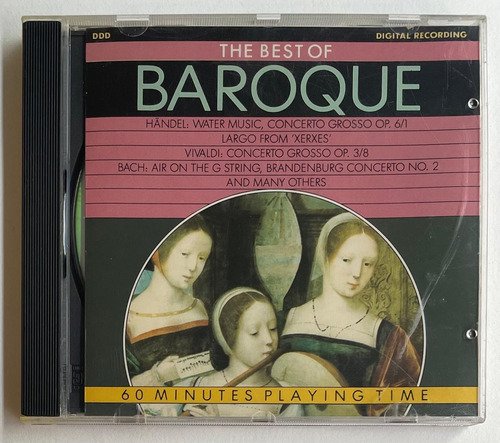 DDD DIGITAL RECORDING
THE BEST OF
BAROQUE
HÄNDEL: WATER MUSIC, CONCERTO GROSSO OP. 6/1
LARGO FROM 'XERXES'
VIVALDI: CONCERTO GROSSO OP. 3/8
BACH: AIR ON THE G STRING, BRANDENBURG CONCERTO NO. 2
AND MANY OTHERS
60 MINUTES PLAYING TIME